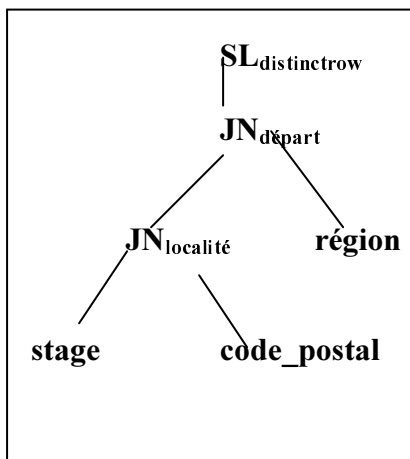 SLdistinctrow
JNdépart
JNlocalité région
stage code_postal